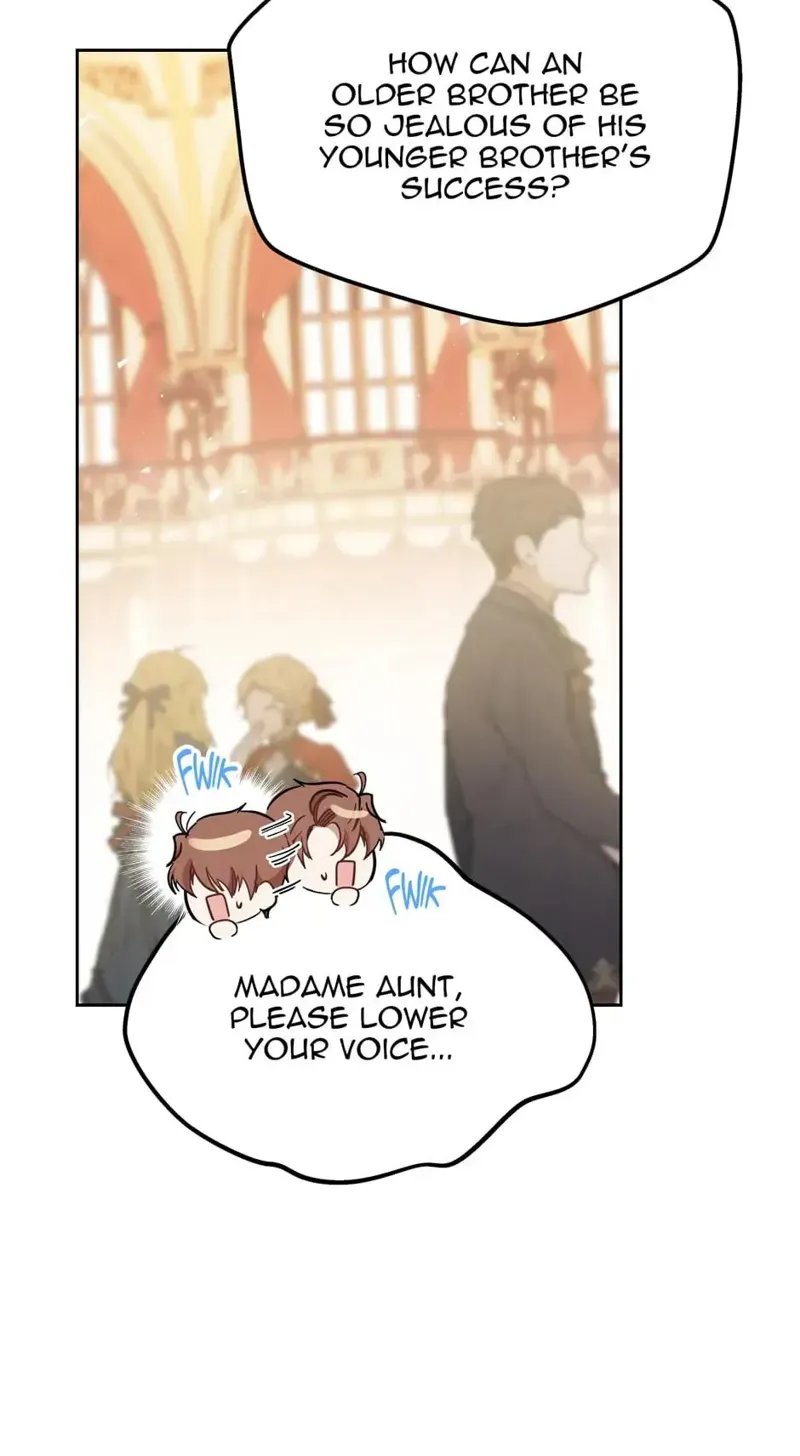 HOW CAN AN
OLDER BROTHER BE
SO JEALOUS OF HIS
YOUNGER BROTHER'S
SUCCESS?
FWIK
FWIK
MADAME AUNT,
PLEASE LOWER
YOUR VOICE...